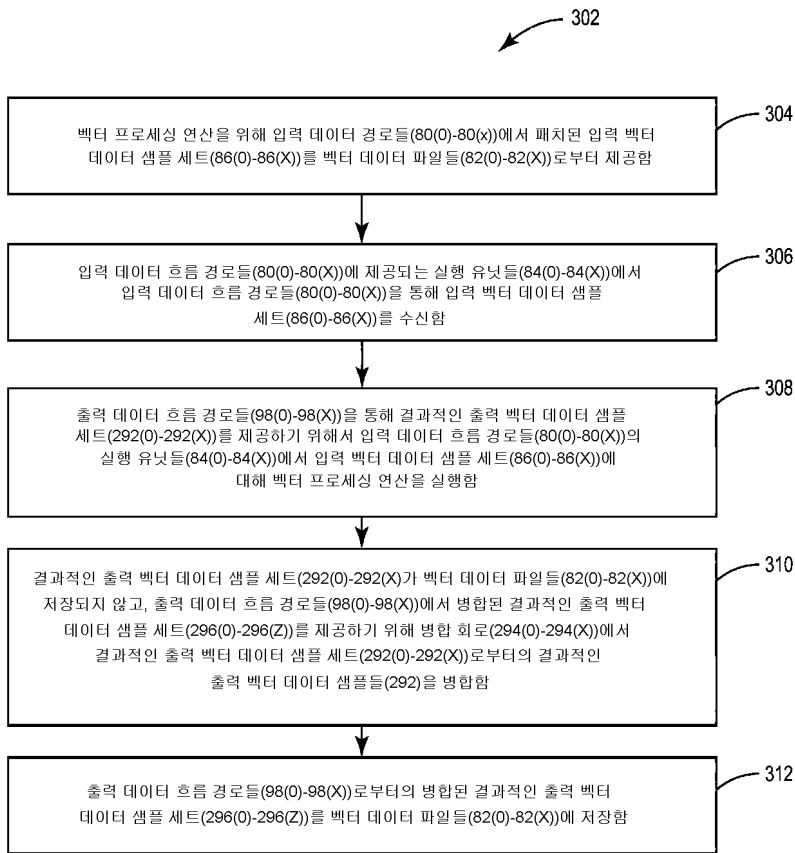 302
304
벡터 프로세싱 연산을 위해 입력 데이터 경로들(80(0)-80(x))에서 패치된 입력 벡터
데이터 샘플 세트(86(0)-86(X))를 벡터 데이터 파일들(82(0)-82(X))로부터 제공함
306
입력 데이터 흐름 경로들(80(0)-80(X))에 제공되는 실행 유닛들(84(0)-84(X))에서
입력 데이터 흐름 경로들(80(0)-80(X))을 통해 입력 벡터 데이터 샘플
세트(86(0)-86(X))를 수신함
308
출력 데이터 흐름 경로들(98(0)-98(X))을 통해 결과적인 출력 벡터 데이터 샘플
세트(292(0)-292(X))를 제공하기 위해서 입력 데이터 흐름 경로들(80(0)-80(X))의
실행 유닛들(84(0)-84(X))에서 입력 벡터 데이터 샘플 세트(86(0)-86(X))에
대해 벡터 프로세싱 연산을 실행함
310
결과적인 출력 벡터 데이터 샘플 세트(292(0)-292(X)가 벡터 데이터 파일들(82(0)-82(X))에
저장되지 않고, 출력 데이터 흐름 경로들(98(0)-98(X))에서 병합된 결과적인 출력 벡터
데이터 샘플 세트(296(0)-296(Z))를 제공하기 위해 병합 회로(294(0)-294(X))에서
결과적인 출력 벡터 데이터 샘플 세트(292(0)-292(X))로부터의 결과적인
출력 벡터 데이터 샘플들(292)을 병합함
312
출력 데이터 흐름 경로들(98(0)-98(X))로부터의 병합된 결과적인 출력 벡터
데이터 샘플 세트(296(0)-296(Z))를 벡터 데이터 파일들(82(0)-82(X))에 저장함